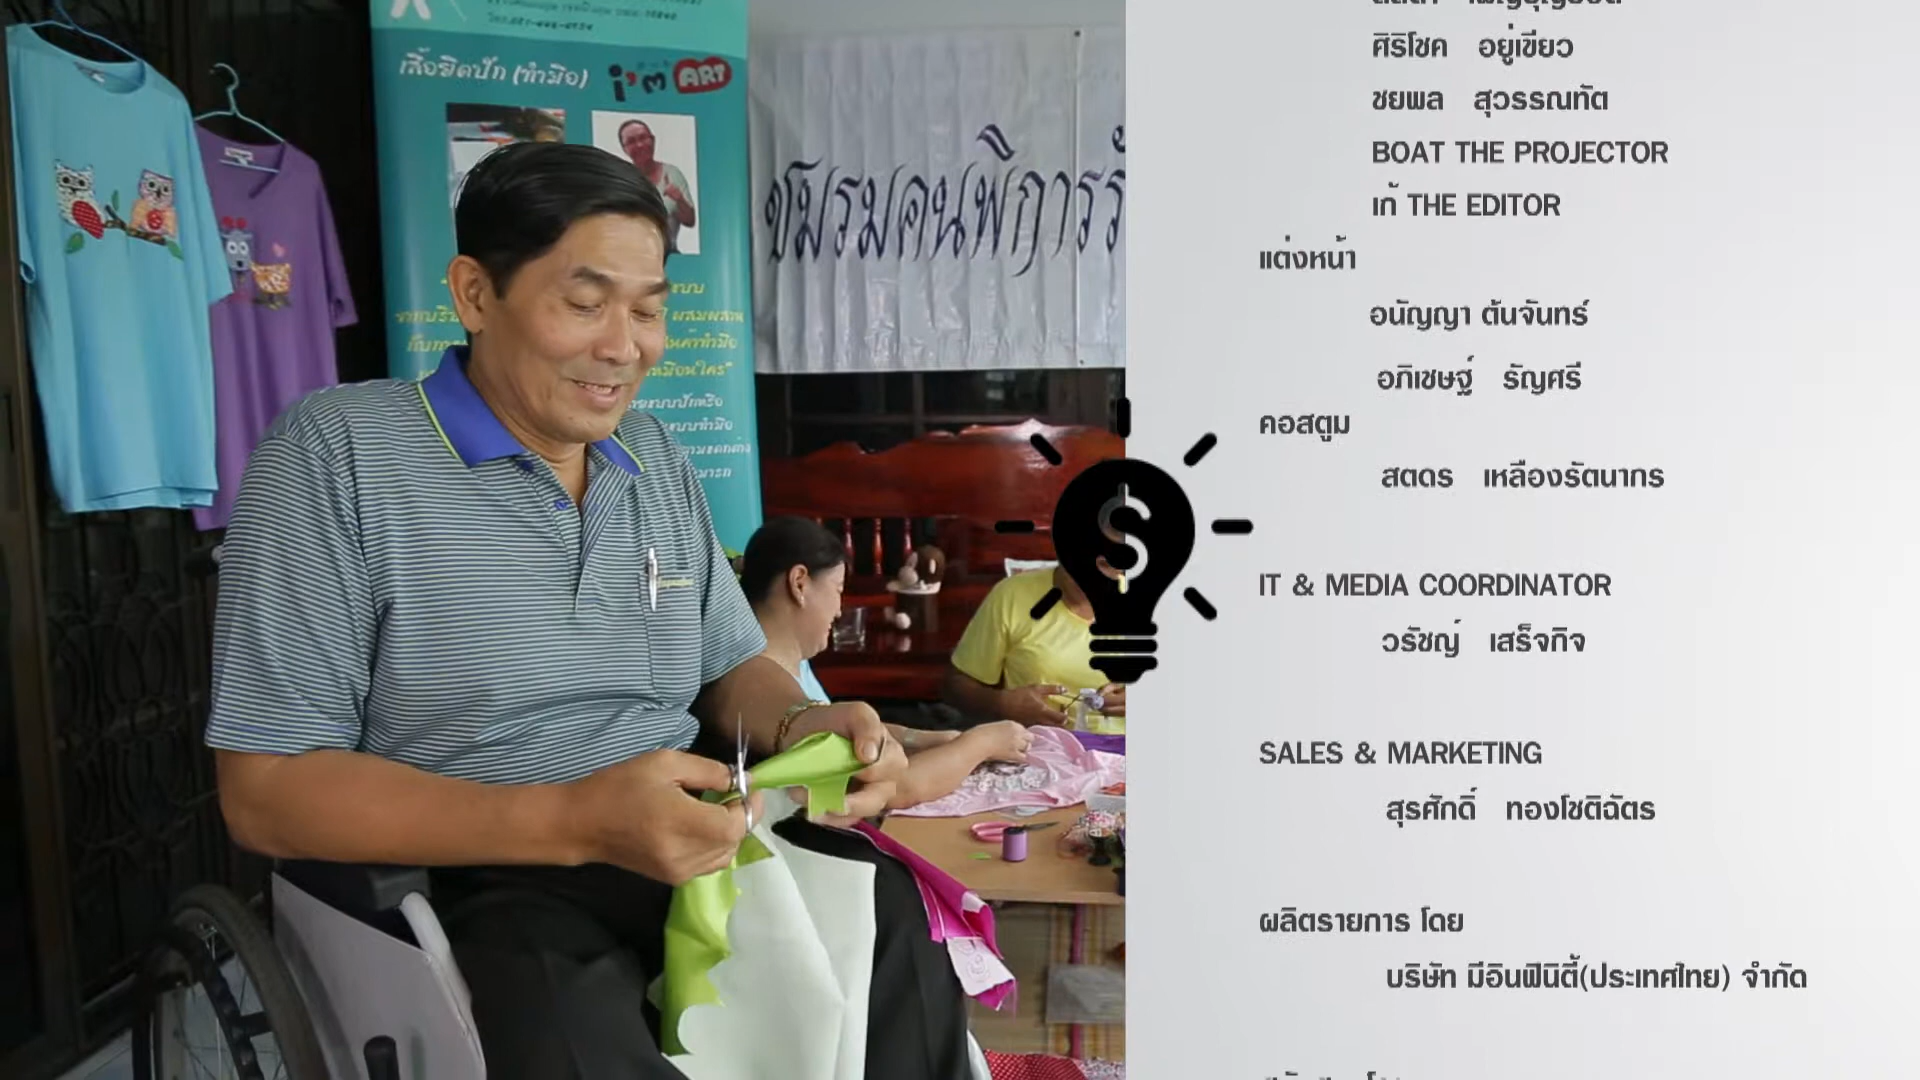 เสื้อยืดปัก (ทำมือ)
i'm ART
ชมรมคนพิการ
ศิริโชค อยู่เขียว
ชยพล สุวรรณทัต
BOAT THE PROJECTOR
เก้ THE EDITOR
แต่งหน้า
อนัญญา ต้นจันทร์
อภิเชษฐ์ รัญศรี
คอสตูม
สตดร เหลืองรัตนากร
IT & MEDIA COORDINATOR
วรัชญ์ เสร็จกิจ
SALES & MARKETING
สุรศักดิ์ ทองโชติฉัตร
ผลิตรายการ โดย
บริษัท มีอินฟินิตี้(ประเทศไทย) จำกัด